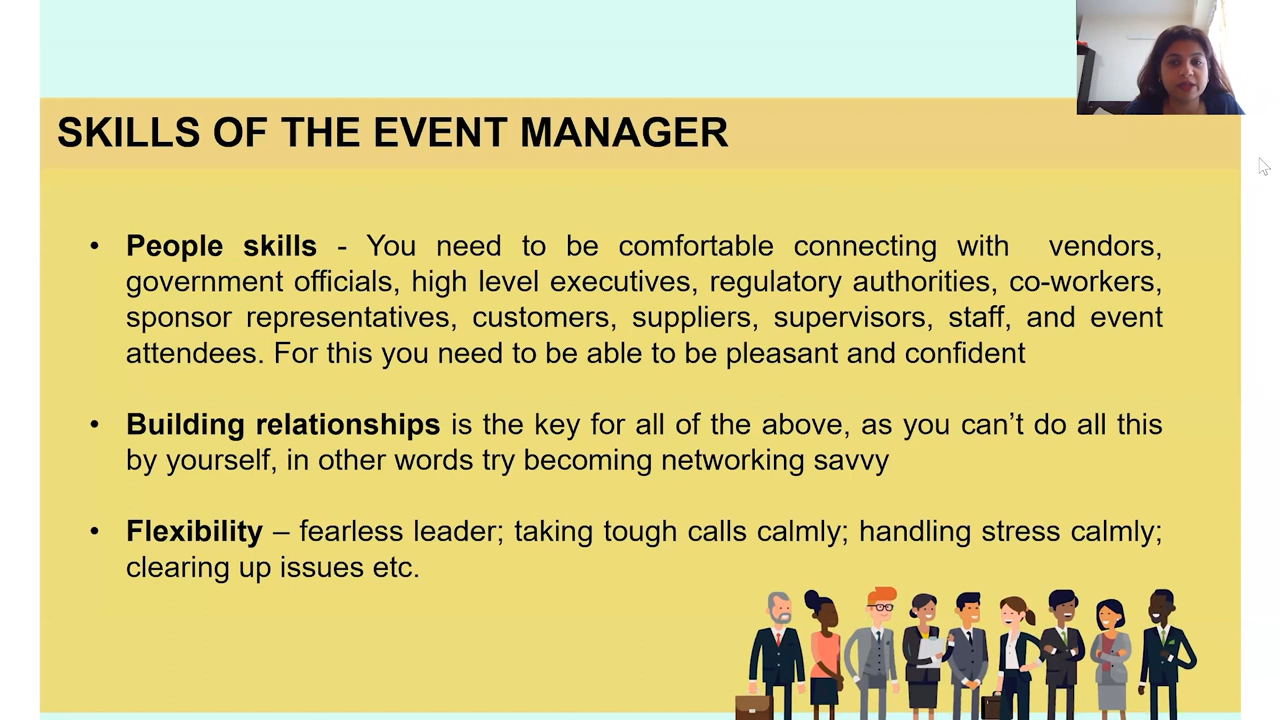 SKILLS OF THE EVENT MANAGER
• People skills - You need to be comfortable connecting with vendors,
government officials, high level executives, regulatory authorities, co-workers,
sponsor representatives, customers, suppliers, supervisors, staff, and event
attendees. For this you need to be able to be pleasant and confident
• Building relationships is the key for all of the above, as you can’t do all this
by yourself, in other words try becoming networking savvy
• Flexibility – fearless leader; taking tough calls calmly; handling stress calmly;
clearing up issues etc.